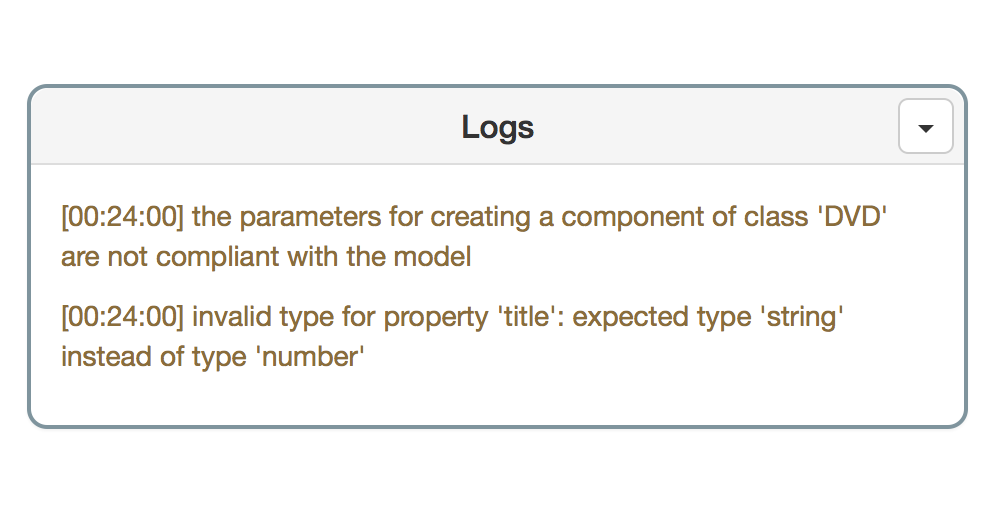 Logs
[00:24:00] the parameters for creating a component of class 'DVD'
are not compliant with the model
[00:24:00] invalid type for property 'title': expected type 'string'
instead of type 'number'